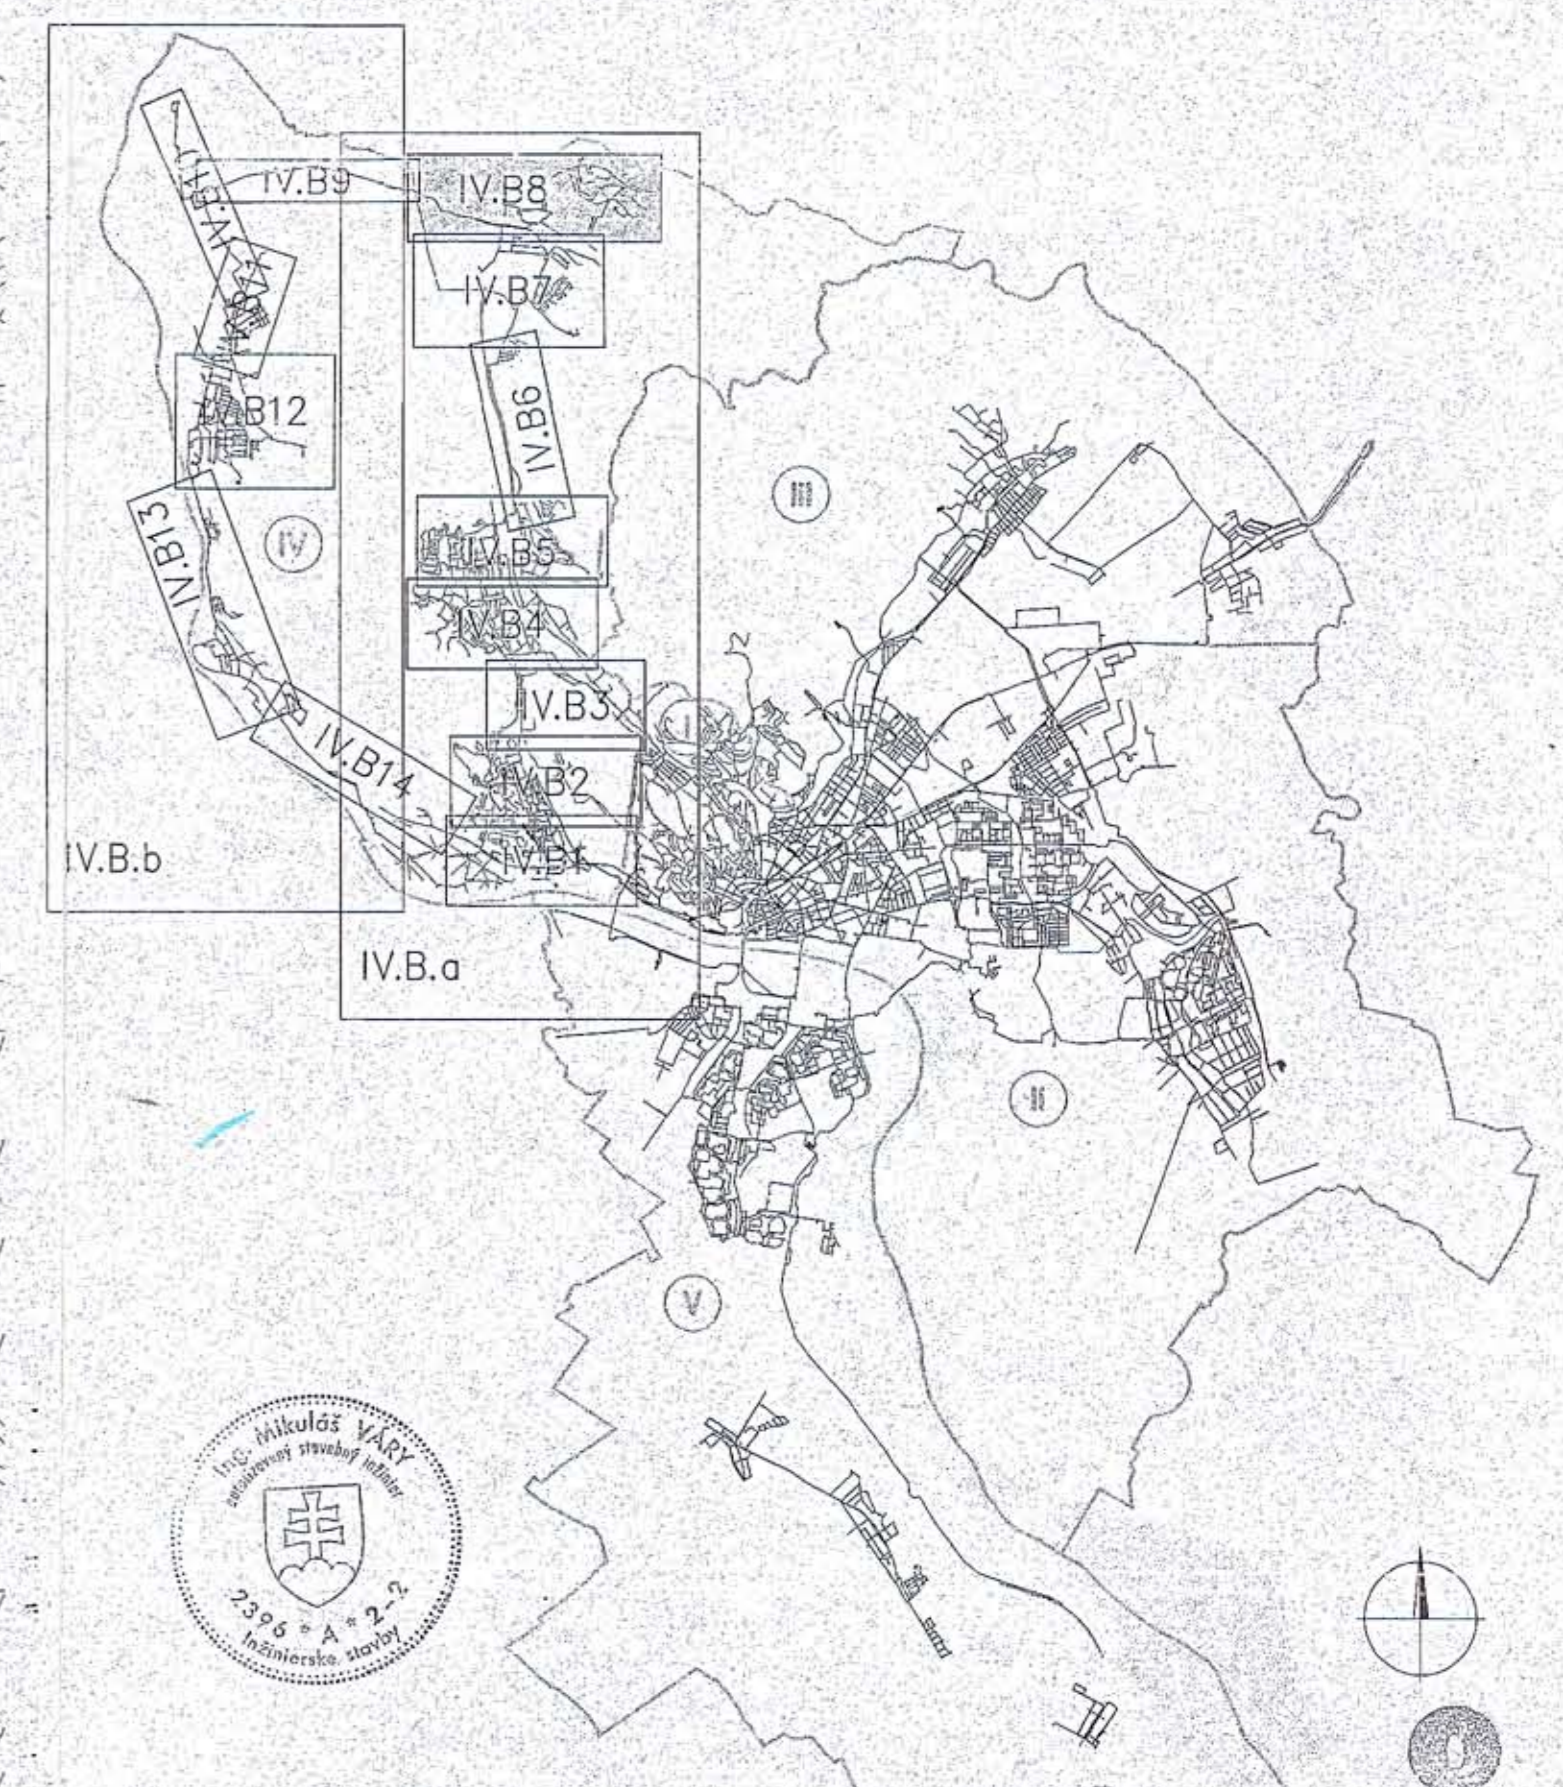 IV.B9
IV.B8
IV.B10
IV.B7
IV.B11
IV.B6
IV.B12
III
IV.B13
IV
IV.B5
IV.B4
IV.B3
I
IV.B14
IV.B2
IV.B1
IV.B.b
IV.B.a
II
V
Ing. Mikuláš VÁRY
autorizovaný stavebný inžinier
2396 * A * 2-2
Inžinierske stavby